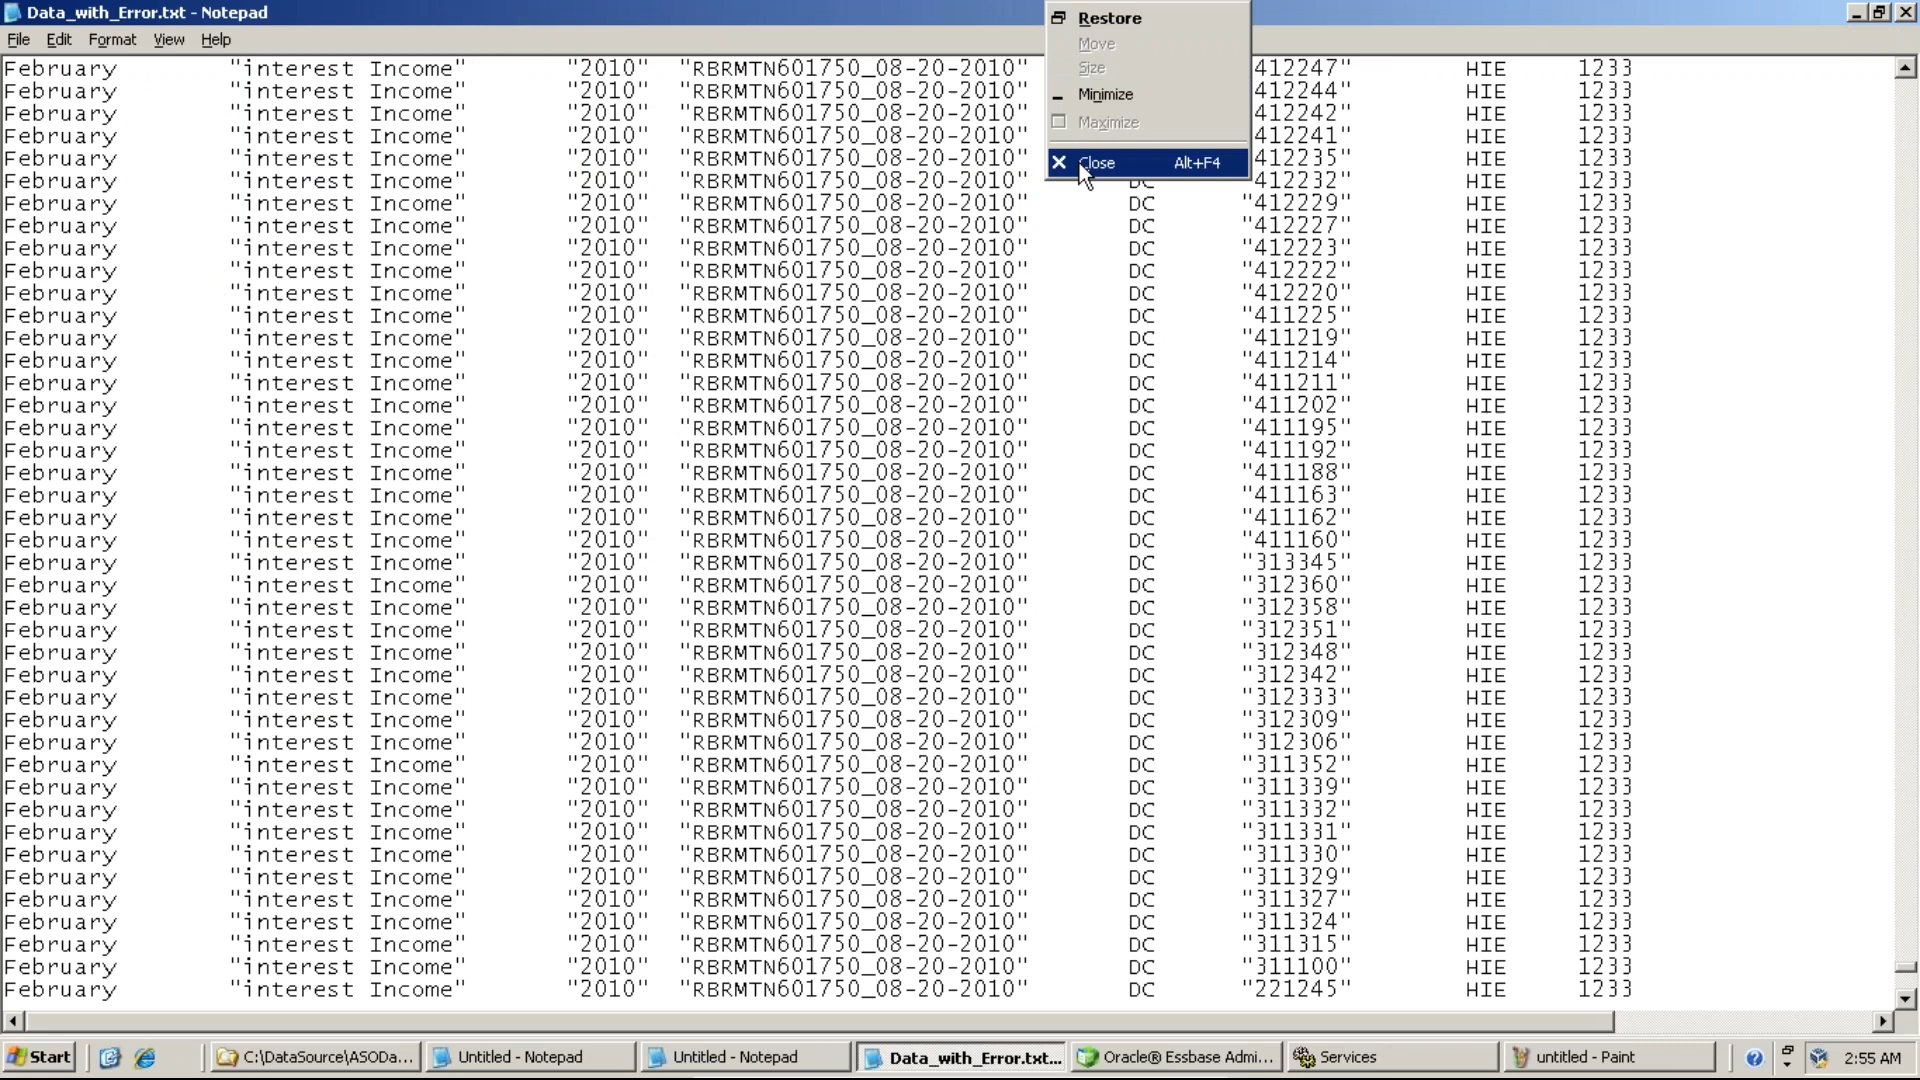 Data_with_Error.txt - Notepad
File Edit Format View Help
Restore
Move
Size
Minimize
Maximize
Close Alt+F4
February "interest Income" "2010" "RBRMTN601750_08-20-2010" 412247" HIE 1233
February "interest Income" "2010" "RBRMTN601750_08-20-2010" 412244" HIE 1233
February "interest Income" "2010" "RBRMTN601750_08-20-2010" 412242" HIE 1233
February "interest Income" "2010" "RBRMTN601750_08-20-2010" 412241" HIE 1233
February "interest Income" "2010" "RBRMTN601750_08-20-2010" 412235" HIE 1233
February "interest Income" "2010" "RBRMTN601750_08-20-2010" DC "412232" HIE 1233
February "interest Income" "2010" "RBRMTN601750_08-20-2010" DC "412229" HIE 1233
February "interest Income" "2010" "RBRMTN601750_08-20-2010" DC "412227" HIE 1233
February "interest Income" "2010" "RBRMTN601750_08-20-2010" DC "412223" HIE 1233
February "interest Income" "2010" "RBRMTN601750_08-20-2010" DC "412222" HIE 1233
February "interest Income" "2010" "RBRMTN601750_08-20-2010" DC "412220" HIE 1233
February "interest Income" "2010" "RBRMTN601750_08-20-2010" DC "411225" HIE 1233
February "interest Income" "2010" "RBRMTN601750_08-20-2010" DC "411219" HIE 1233
February "interest Income" "2010" "RBRMTN601750_08-20-2010" DC "411214" HIE 1233
February "interest Income" "2010" "RBRMTN601750_08-20-2010" DC "411211" HIE 1233
February "interest Income" "2010" "RBRMTN601750_08-20-2010" DC "411202" HIE 1233
February "interest Income" "2010" "RBRMTN601750_08-20-2010" DC "411195" HIE 1233
February "interest Income" "2010" "RBRMTN601750_08-20-2010" DC "411192" HIE 1233
February "interest Income" "2010" "RBRMTN601750_08-20-2010" DC "411188" HIE 1233
February "interest Income" "2010" "RBRMTN601750_08-20-2010" DC "411163" HIE 1233
February "interest Income" "2010" "RBRMTN601750_08-20-2010" DC "411162" HIE 1233
February "interest Income" "2010" "RBRMTN601750_08-20-2010" DC "411160" HIE 1233
February "interest Income" "2010" "RBRMTN601750_08-20-2010" DC "313345" HIE 1233
February "interest Income" "2010" "RBRMTN601750_08-20-2010" DC "312360" HIE 1233
February "interest Income" "2010" "RBRMTN601750_08-20-2010" DC "312358" HIE 1233
February "interest Income" "2010" "RBRMTN601750_08-20-2010" DC "312351" HIE 1233
February "interest Income" "2010" "RBRMTN601750_08-20-2010" DC "312348" HIE 1233
February "interest Income" "2010" "RBRMTN601750_08-20-2010" DC "312342" HIE 1233
February "interest Income" "2010" "RBRMTN601750_08-20-2010" DC "312333" HIE 1233
February "interest Income" "2010" "RBRMTN601750_08-20-2010" DC "312309" HIE 1233
February "interest Income" "2010" "RBRMTN601750_08-20-2010" DC "312306" HIE 1233
February "interest Income" "2010" "RBRMTN601750_08-20-2010" DC "311352" HIE 1233
February "interest Income" "2010" "RBRMTN601750_08-20-2010" DC "311339" HIE 1233
February "interest Income" "2010" "RBRMTN601750_08-20-2010" DC "311332" HIE 1233
February "interest Income" "2010" "RBRMTN601750_08-20-2010" DC "311331" HIE 1233
February "interest Income" "2010" "RBRMTN601750_08-20-2010" DC "311330" HIE 1233
February "interest Income" "2010" "RBRMTN601750_08-20-2010" DC "311329" HIE 1233
February "interest Income" "2010" "RBRMTN601750_08-20-2010" DC "311327" HIE 1233
February "interest Income" "2010" "RBRMTN601750_08-20-2010" DC "311324" HIE 1233
February "interest Income" "2010" "RBRMTN601750_08-20-2010" DC "311315" HIE 1233
February "interest Income" "2010" "RBRMTN601750_08-20-2010" DC "311100" HIE 1233
February "interest Income" "2010" "RBRMTN601750_08-20-2010" DC "221245" HIE 1233
Start C:\DataSource\ASODa... Untitled - Notepad Untitled - Notepad Data_with_Error.txt... Oracle® Essbase Admi... Services untitled - Paint 2:55 AM